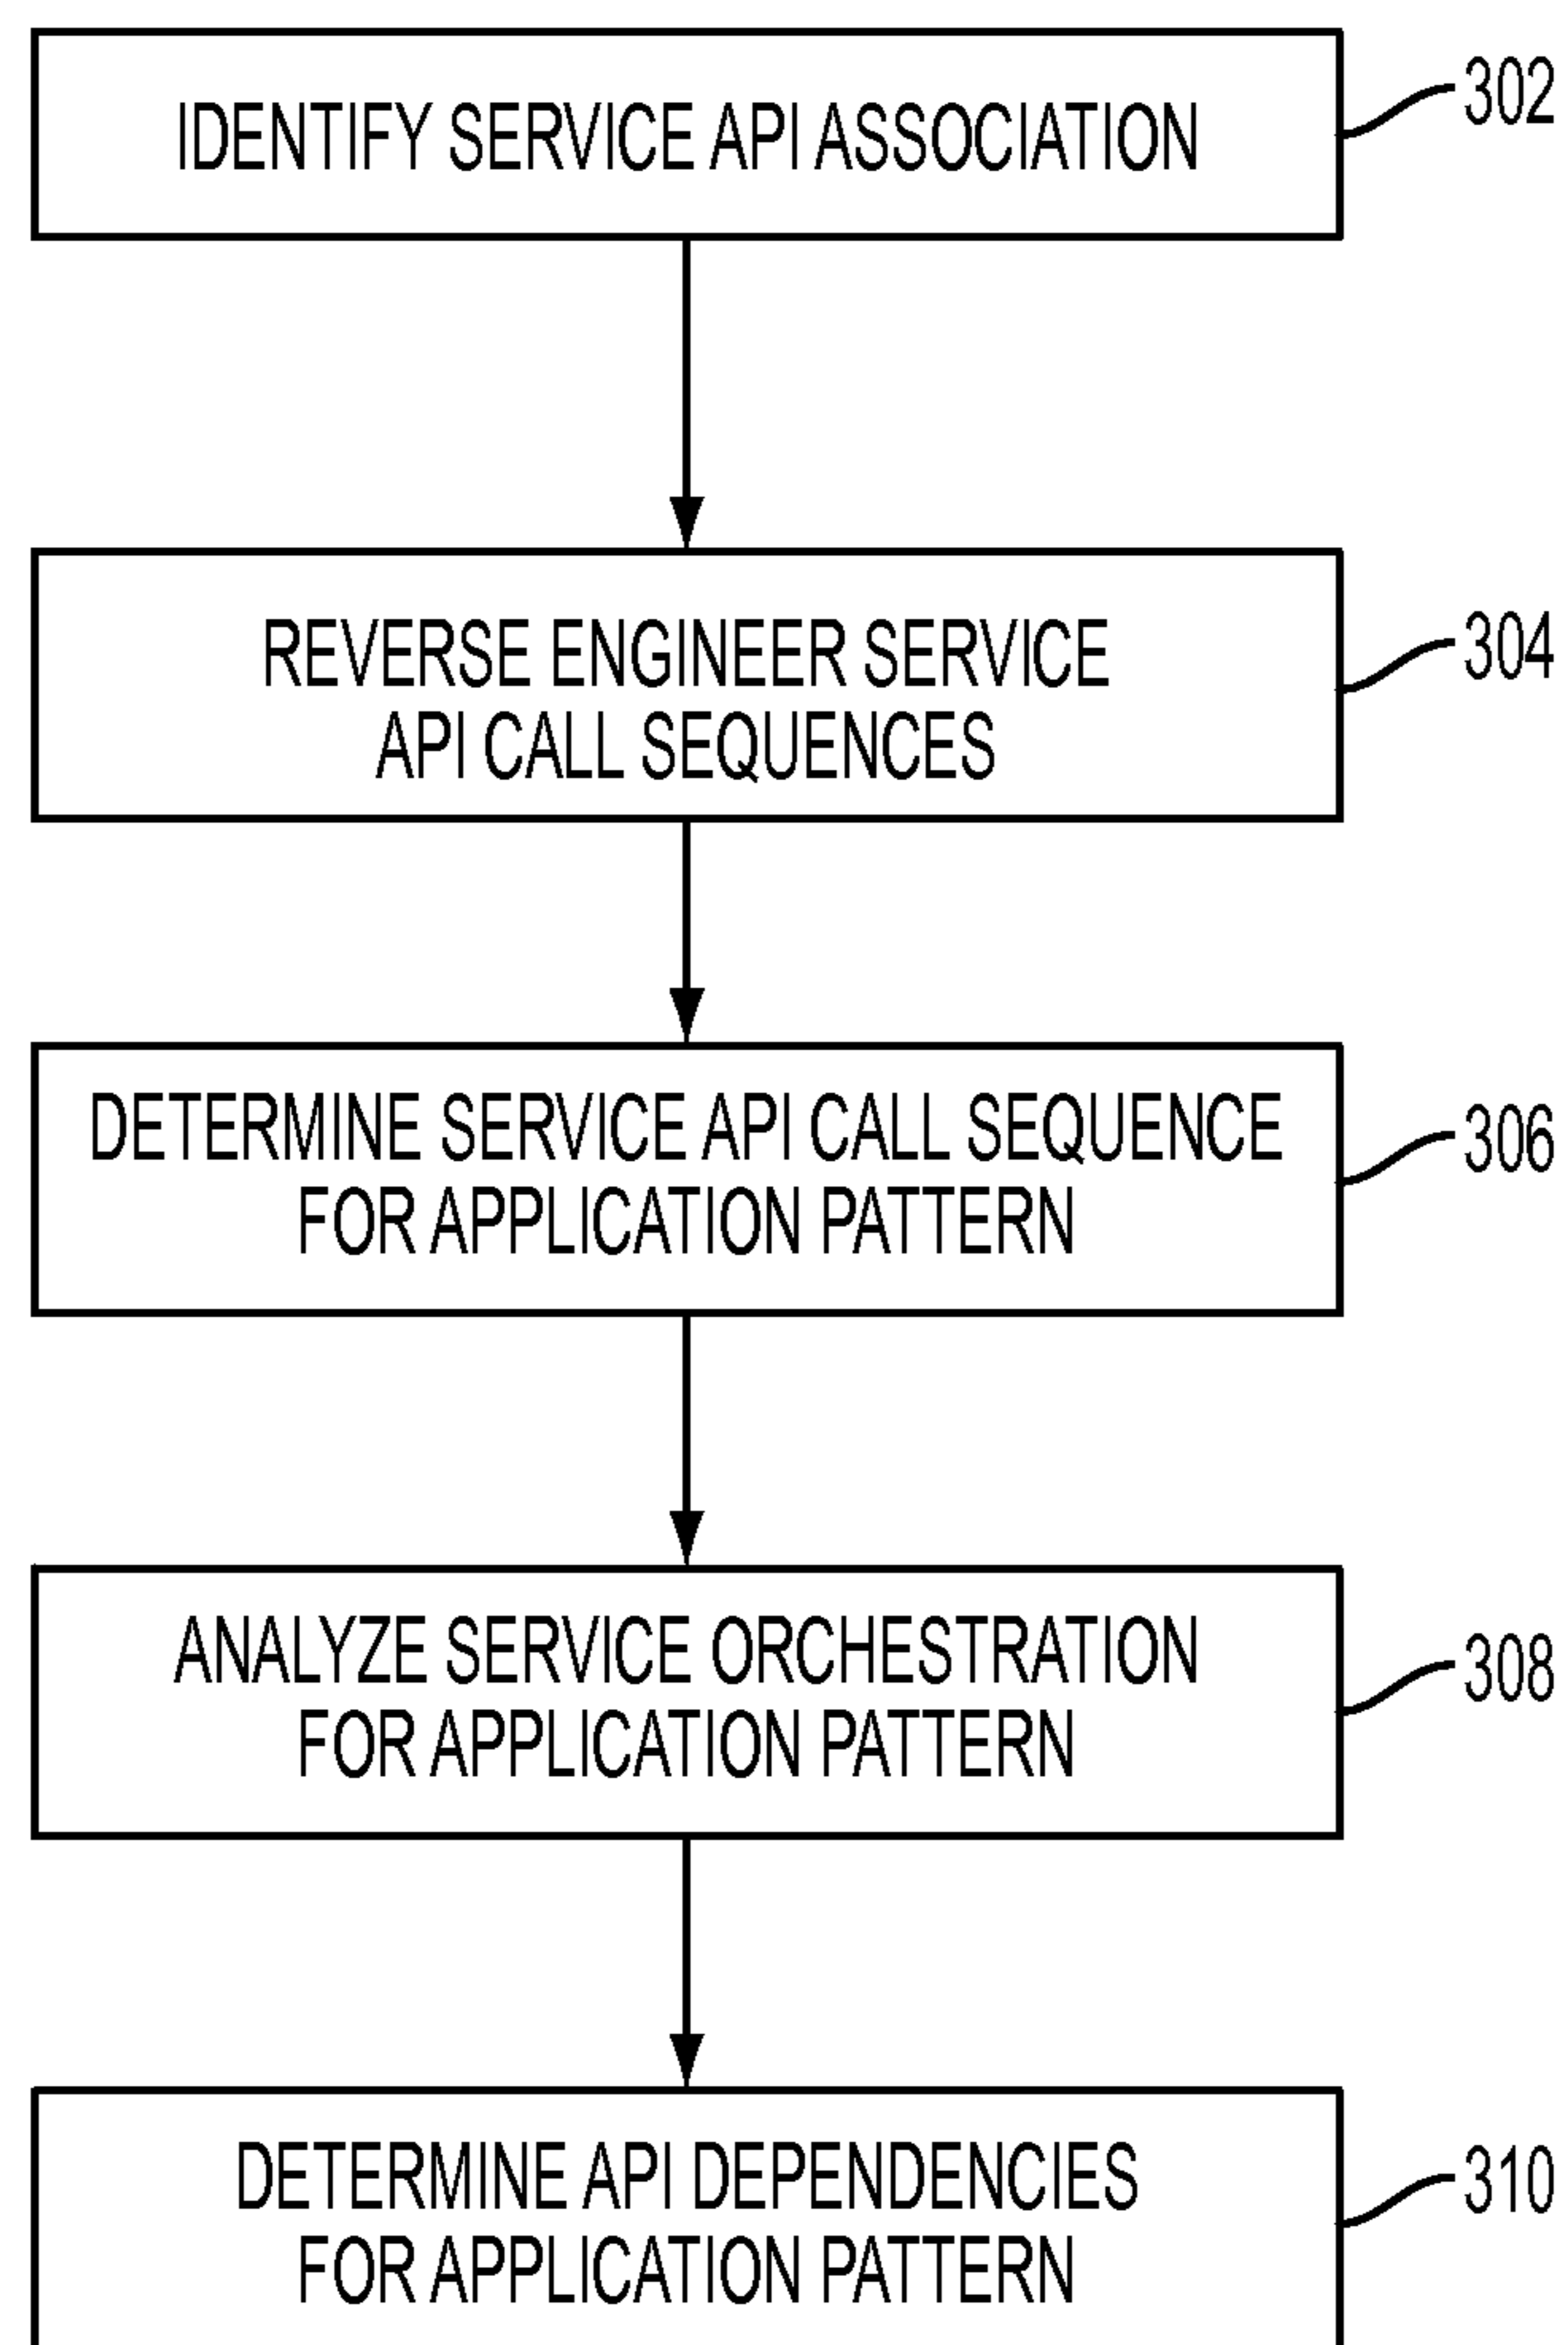 IDENTIFY SERVICE API ASSOCIATION
302
REVERSE ENGINEER SERVICE
API CALL SEQUENCES
304
DETERMINE SERVICE API CALL SEQUENCE
FOR APPLICATION PATTERN
306
ANALYZE SERVICE ORCHESTRATION
FOR APPLICATION PATTERN
308
DETERMINE API DEPENDENCIES
FOR APPLICATION PATTERN
310